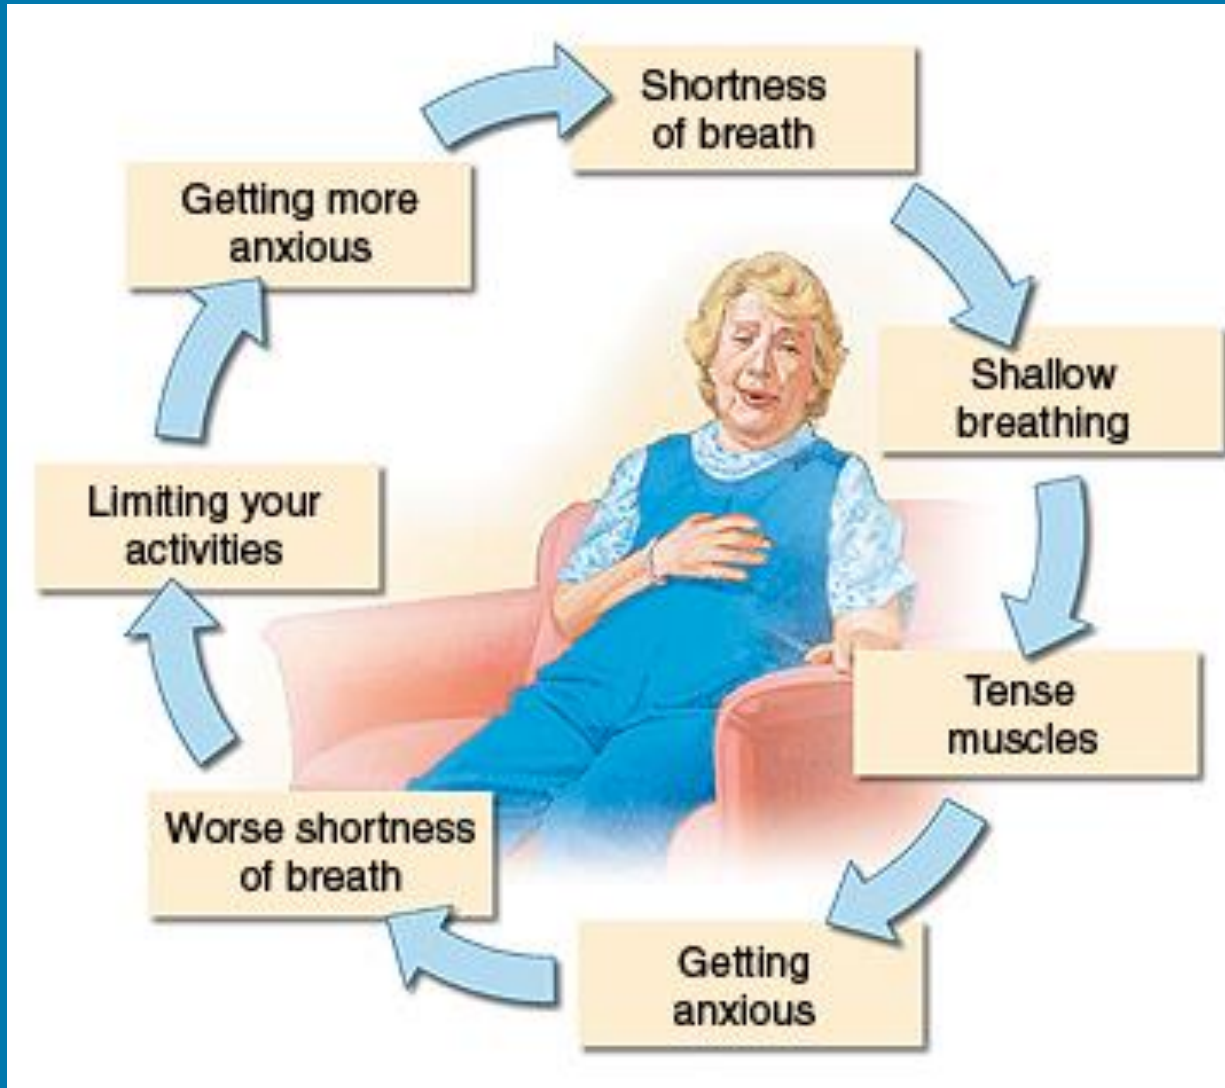 Shortness
of breath
Shallow
breathing
Tense
muscles
Getting
anxious
Worse shortness
of breath
Limiting your
activities
Getting more
anxious